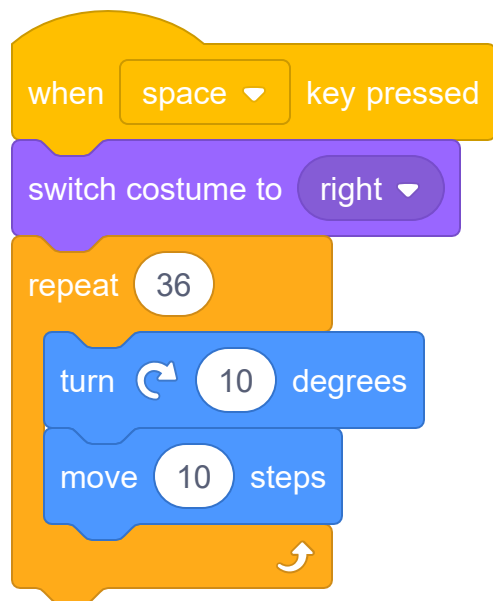 when space key pressed
switch costume to right
repeat 36
turn 10 degrees
move 10 steps